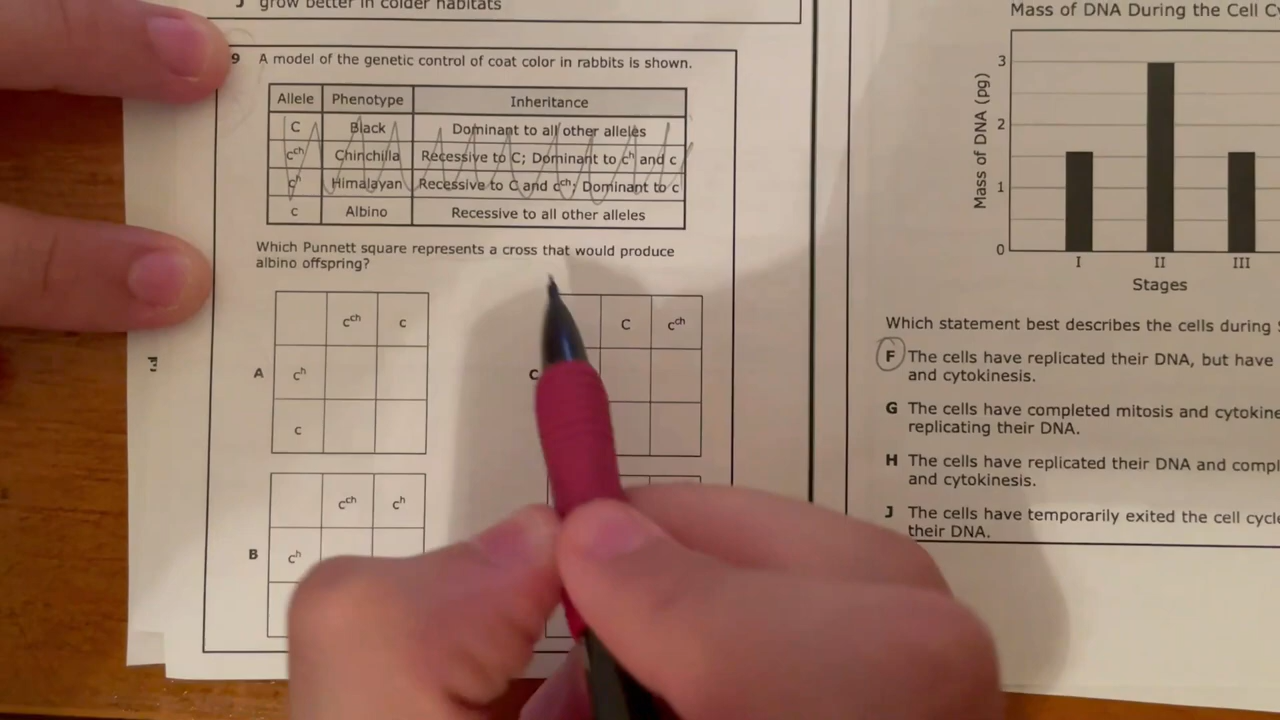 J grow better in colder habitats
9 A model of the genetic control of coat color in rabbits is shown.
Allele Phenotype Inheritance
C Black Dominant to all other alleles
cᶜʰ Chinchilla Recessive to C; Dominant to cʰ and c
cʰ Himalayan Recessive to C and cᶜʰ; Dominant to c
c Albino Recessive to all other alleles
Which Punnett square represents a cross that would produce
albino offspring?
cᶜʰ c
A cʰ
c
cᶜʰ cʰ
B cʰ
C cᶜʰ
C
Mass of DNA During the Cell
Mass of DNA (pg)
3
2
1
0
I II III
Stages
Which statement best describes the cells during
F The cells have replicated their DNA, but have
and cytokinesis.
G The cells have completed mitosis and
replicating their DNA.
H The cells have replicated their DNA and
and cytokinesis.
J The cells have temporarily exited the cell
their DNA.